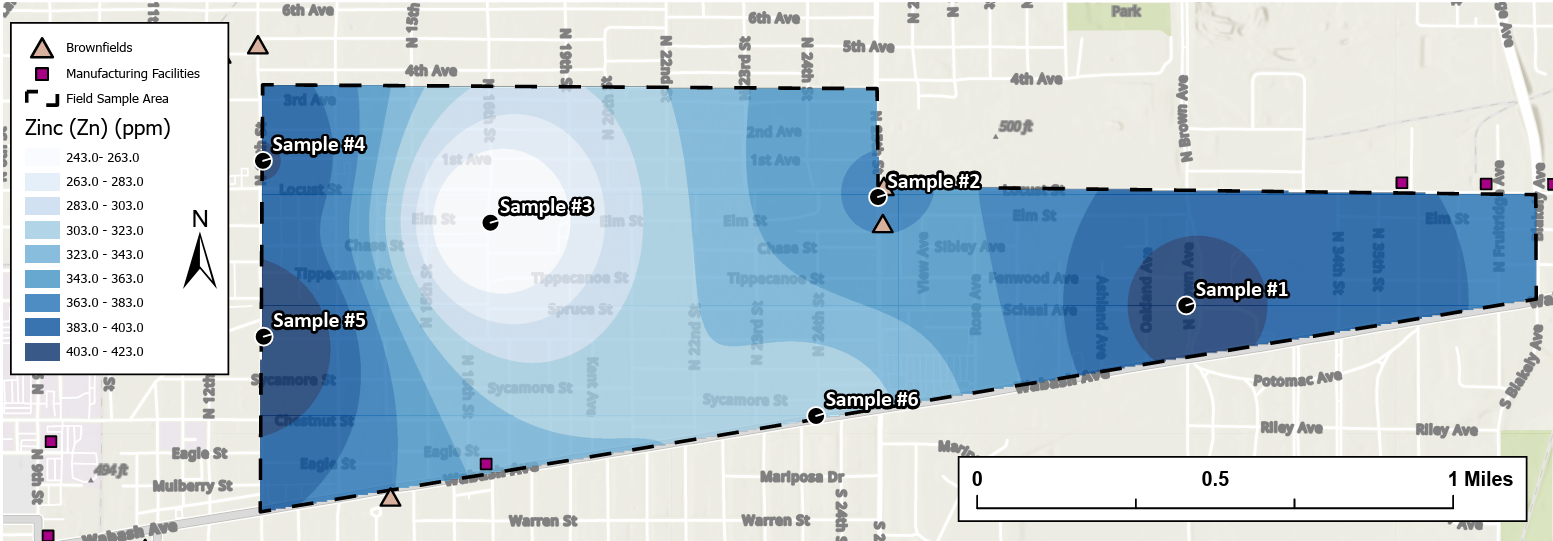 Brownfields
Manufacturing Facilities
Field Sample Area
Zinc (Zn) (ppm)
243.0- 263.0
263.0 - 283.0
283.0 - 303.0
303.0 - 323.0
323.0 - 343.0
343.0 - 363.0
363.0 - 383.0
383.0 - 403.0
403.0 - 423.0
N
6th Ave
6th Ave
Park
N 15th
N 19th St
N 22nd St
N 23rd St
N 24th St
5th Ave
4th Ave
4th Ave
3rd Ave
N 16th St
N 20th St
2nd Ave
N Brown Ave
500 ft
Sample #4
1st Ave
1st Ave
Locust St
Sample #2
Locust St
Sample #3
Elm St
Elm St
Elm St
Elm St
Elm St
Chase St
Chase St
Sibley Ave
View Ave
N Fruitridge Ave
Tippecanoe St
Tippecanoe St
Tippecanoe St
Fenwood Ave
N 34th St
N 35th St
Ashland Ave
Oakland Ave
Rose Ave
Sample #1
N 15th St
Spruce St
Schaal Ave
Sample #5
N 22nd St
N 23rd St
N 24th St
S Blakely Ave
Sycamore St
Sycamore St
Sycamore St
N 16th St
Kent Ave
Wabash Ave
Potomac Ave
N 12th
Sample #6
Chestnut St
Riley Ave
Riley Ave
Eagle St
Eagle St
Eagle St
494 ft
N 9th St
Wabash Ave
Mulberry St
Mariposa Dr
S 24th S
Warren St
Warren St
Wabash Ave
0
0.5
1 Miles